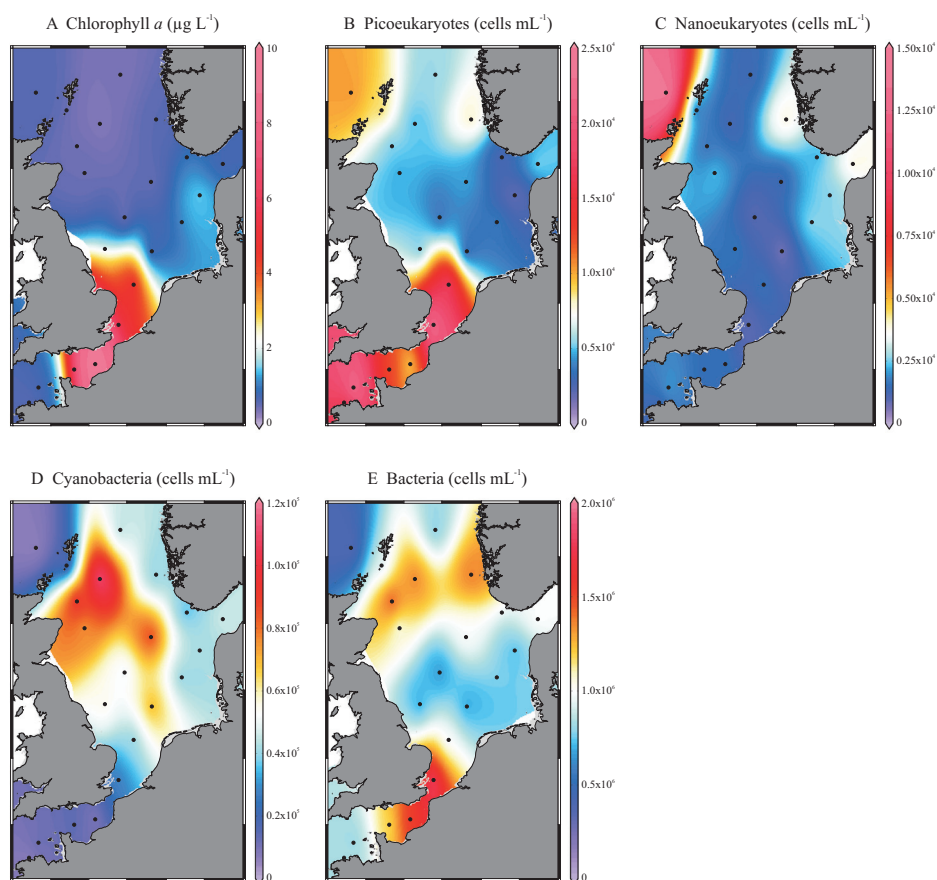 A Chlorophyll a (µg L⁻¹)
B Picoeukaryotes (cells mL⁻¹)
C Nanoeukaryotes (cells mL⁻¹)
10
8
6
4
2
0
2.5x10⁴
2.0x10⁴
1.5x10⁴
1.0x10⁴
0.5x10⁴
0
1.50x10⁴
1.25x10⁴
1.00x10⁴
0.75x10⁴
0.50x10⁴
0.25x10⁴
0
D Cyanobacteria (cells mL⁻¹)
E Bacteria (cells mL⁻¹)
1.2x10⁵
1.0x10⁵
0.8x10⁵
0.6x10⁵
0.4x10⁵
0.2x10⁵
0
2.0x10⁶
1.5x10⁶
1.0x10⁶
0.5x10⁶
0